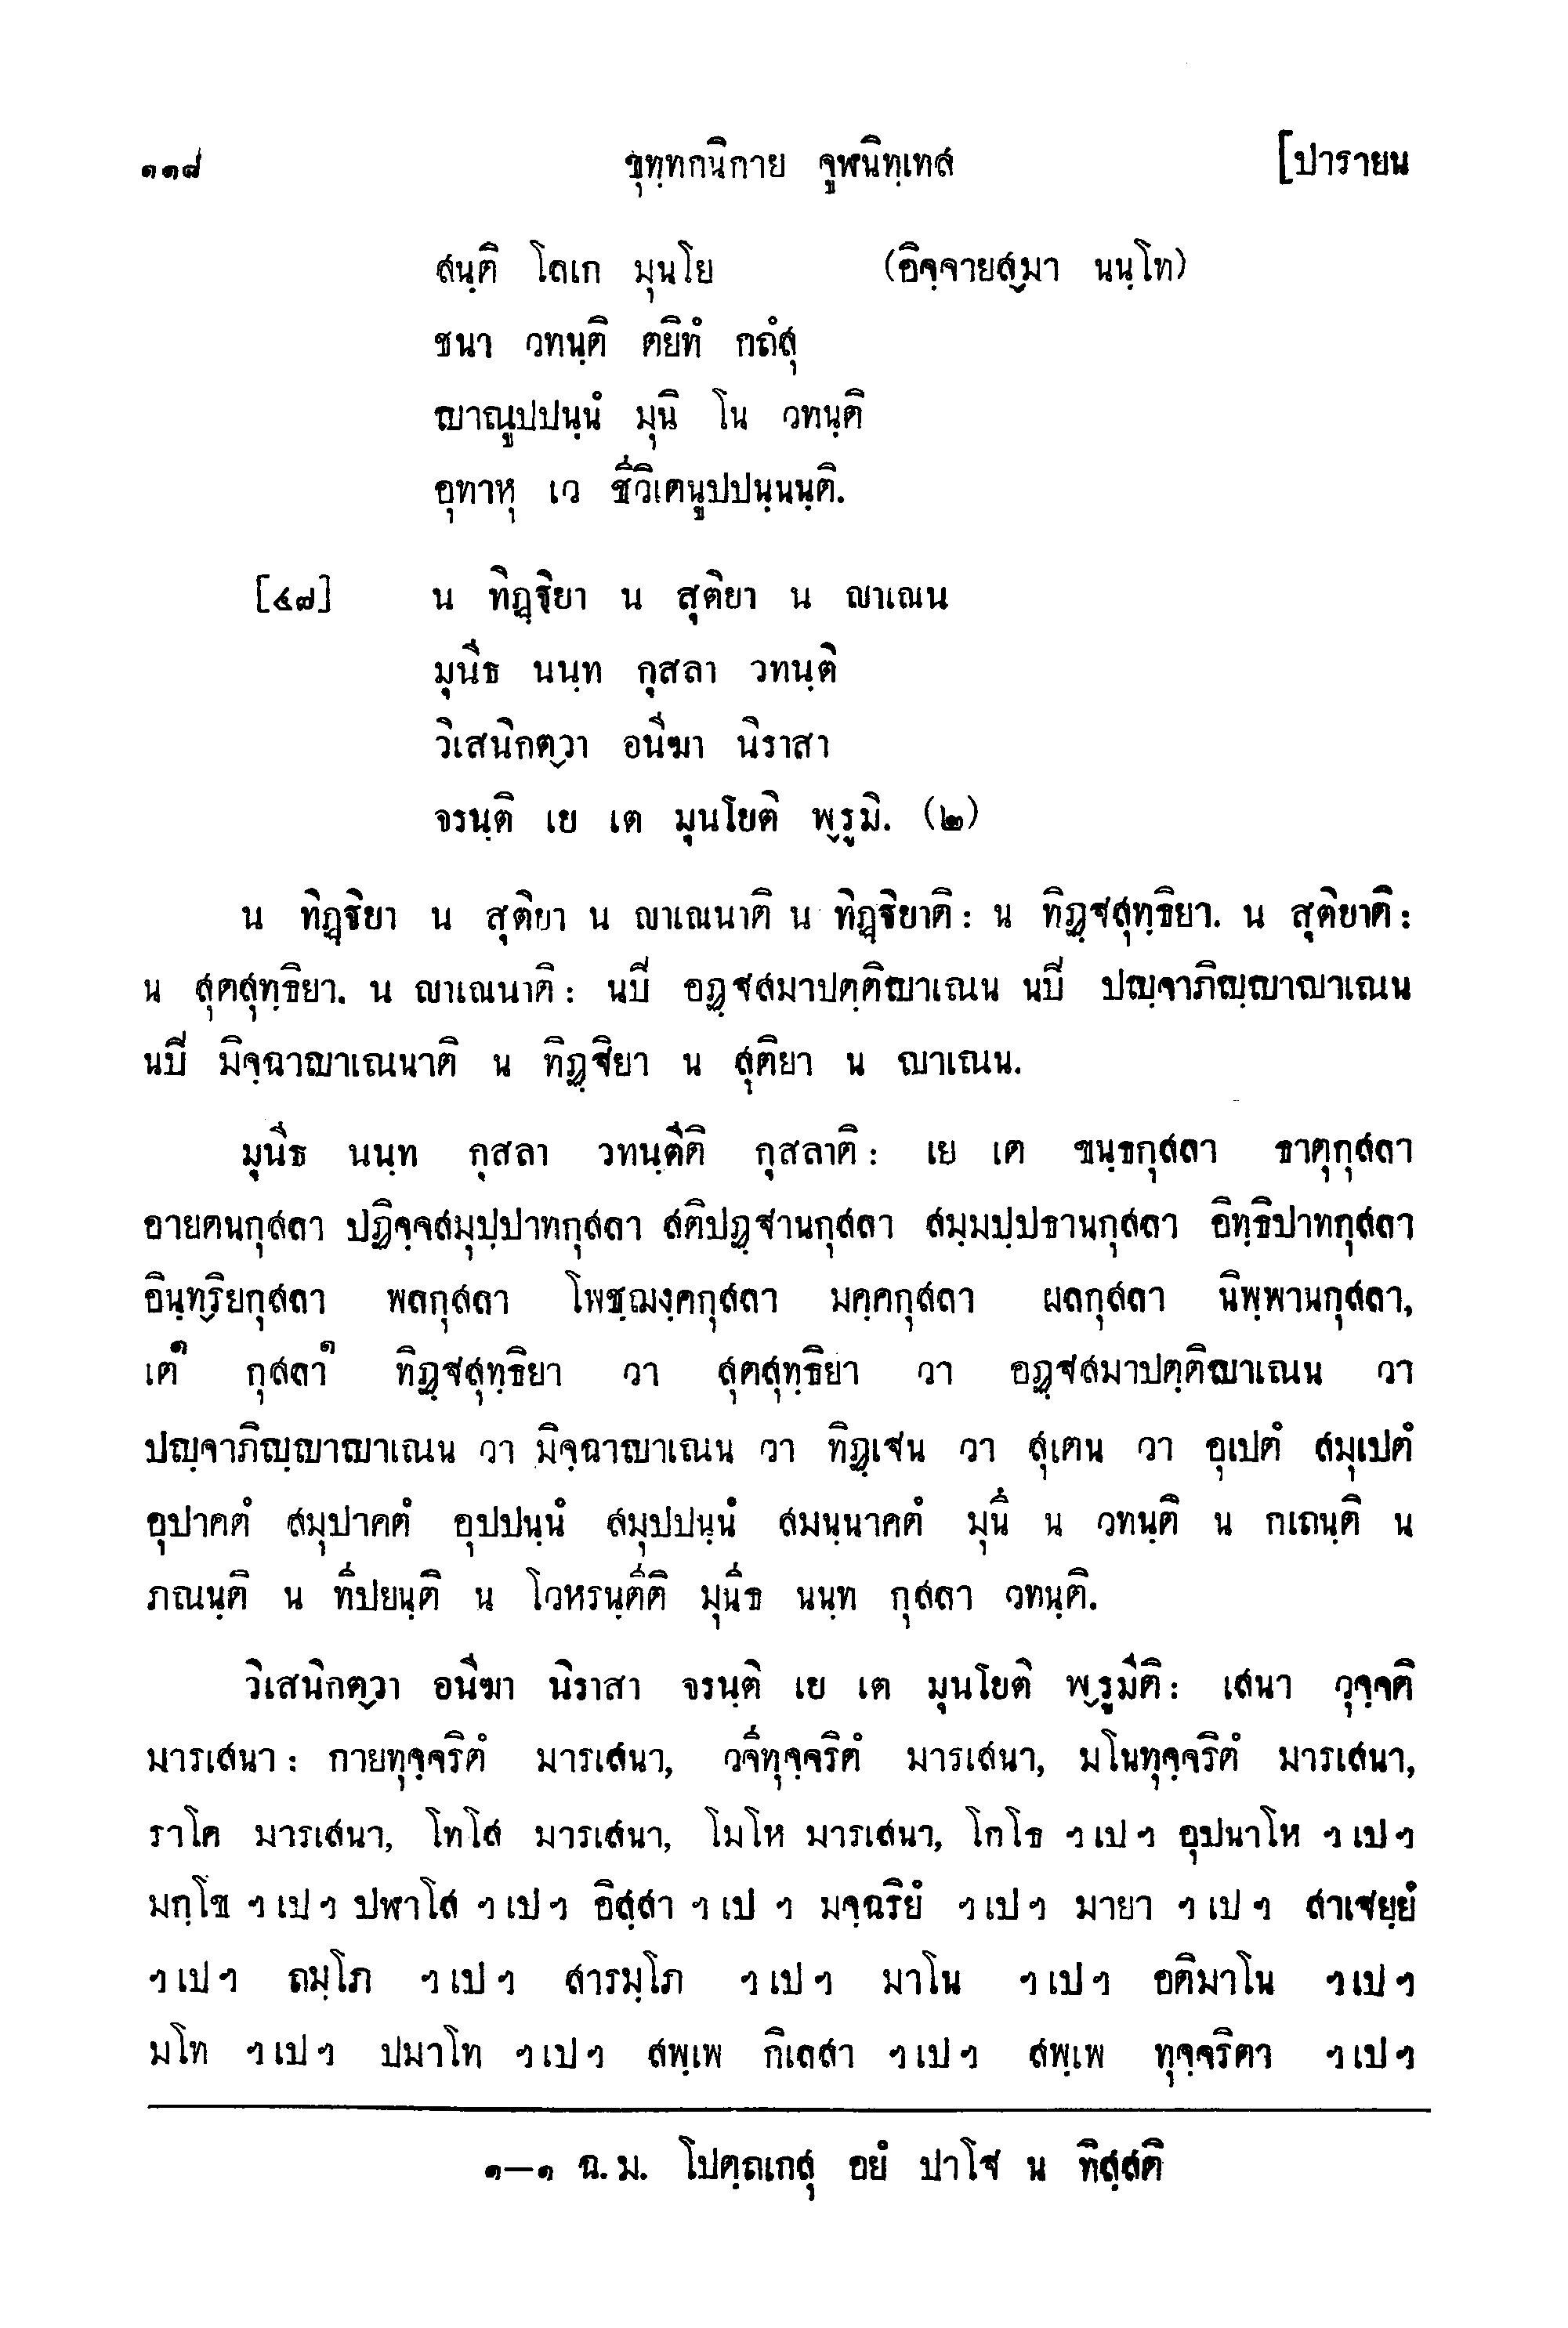 ๑๑๘ ขุทฺทกนิกาย จูฬนิทฺเทส [ปารายน
สนฺติ โลเก มุนโย (อิจฺจายสฺมา นนฺโท)
ชนา วทนฺติ ตยิทํ กถํสุ
ญาณูปปนฺนํ มุนิ โน วทนฺติ
อุทาหุ เว ชีวิเตนูปปนฺนนฺติ.
[๔๗] น ทิฏฺฐิยา น สุติยา น ญาเณน
มุนีธ นนฺท กุสลา วทนฺติ
วิเสนิกตฺวา อนีฆา นิราสา
จรนฺติ เย เต มุนโยติ พฺรูมิ. (๒)
น ทิฏฺฐิยา น สุติยา น ญาเณนาติ น ทิฏฺฐิยาติ: น ทิฏฺฐสุทฺธิยา. น สุติยาติ:
น สุตสุทฺธิยา. น ญาเณนาติ: นปิ อฏฺฐสมาปตฺติญาเณน นปิ ปญฺจาภิญฺญาญาเณน
นปิ มิจฺฉาญาเณนาติ น ทิฏฺฐิยา น สุติยา น ญาเณน.
มุนีธ นนฺท กุสลา วทนฺตีติ กุสลาติ: เย เต ขนฺธกุสลา ธาตุกุสลา
อายตนกุสลา ปฏิจฺจสมุปฺปาทกุสลา สติปฏฺฐานกุสลา สมฺมปฺปธานกุสลา อิทฺธิปาทกุสลา
อินฺทฺริยกุสลา พลกุสลา โพชฺฌงฺคกุสลา มคฺคกุสลา ผลกุสลา นิพฺพานกุสลา,
เต๑ กุสลา๑ ทิฏฺฐสุทฺธิยา วา สุตสุทฺธิยา วา อฏฺฐสมาปตฺติญาเณน วา
ปญฺจาภิญฺญาญาเณน วา มิจฺฉาญาเณน วา ทิฏฺเฐน วา สุเตน วา อุเปตํ สมุเปตํ
อุปาคตํ สมุปาคตํ อุปปนฺนํ สมุปปนฺนํ สมนฺนาคตํ มุนึ น วทนฺติ น กเถนฺติ น
ภณนฺติ น ทีปยนฺติ น โวหรนฺตีติ มุนีธ นนฺท กุสลา วทนฺติ.
วิเสนิกตฺวา อนีฆา นิราสา จรนฺติ เย เต มุนโยติ พฺรูมีติ: เสนา วุจฺจติ
มารเสนา: กายทุจฺจริตํ มารเสนา, วจีทุจฺจริตํ มารเสนา, มโนทุจฺจริตํ มารเสนา,
ราโค มารเสนา, โทโส มารเสนา, โมโห มารเสนา, โกโธ ฯเปฯ อุปนาโห ฯเปฯ
มกฺโข ฯเปฯ ปฬาโส ฯเปฯ อิสฺสา ฯเปฯ มจฺฉริยํ ฯเปฯ มายา ฯเปฯ สาเฐยฺยํ
ฯเปฯ ถมฺโภ ฯเปฯ สารมฺโภ ฯเปฯ มาโน ฯเปฯ อติมาโน ฯเปฯ
มโท ฯเปฯ ปมาโท ฯเปฯ สพฺเพ กิเลสา ฯเปฯ สพฺเพ ทุจฺจริตา ฯเปฯ
๑—๑ ฉ. ม. โปตฺถเกสุ อยํ ปาโฐ น ทิสฺสติ